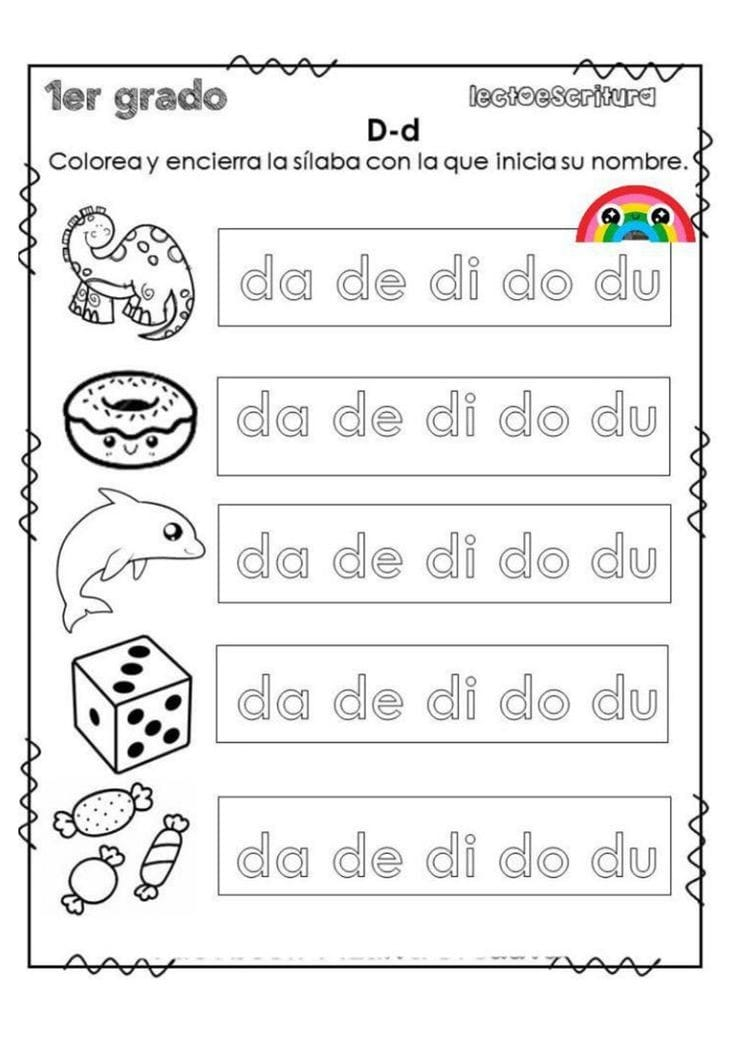 1er grado
lectoescritura
D-d
Colorea y encierra la sílaba con la que inicia su nombre.
da de di do du
da de di do du
da de di do du
da de di do du
da de di do du